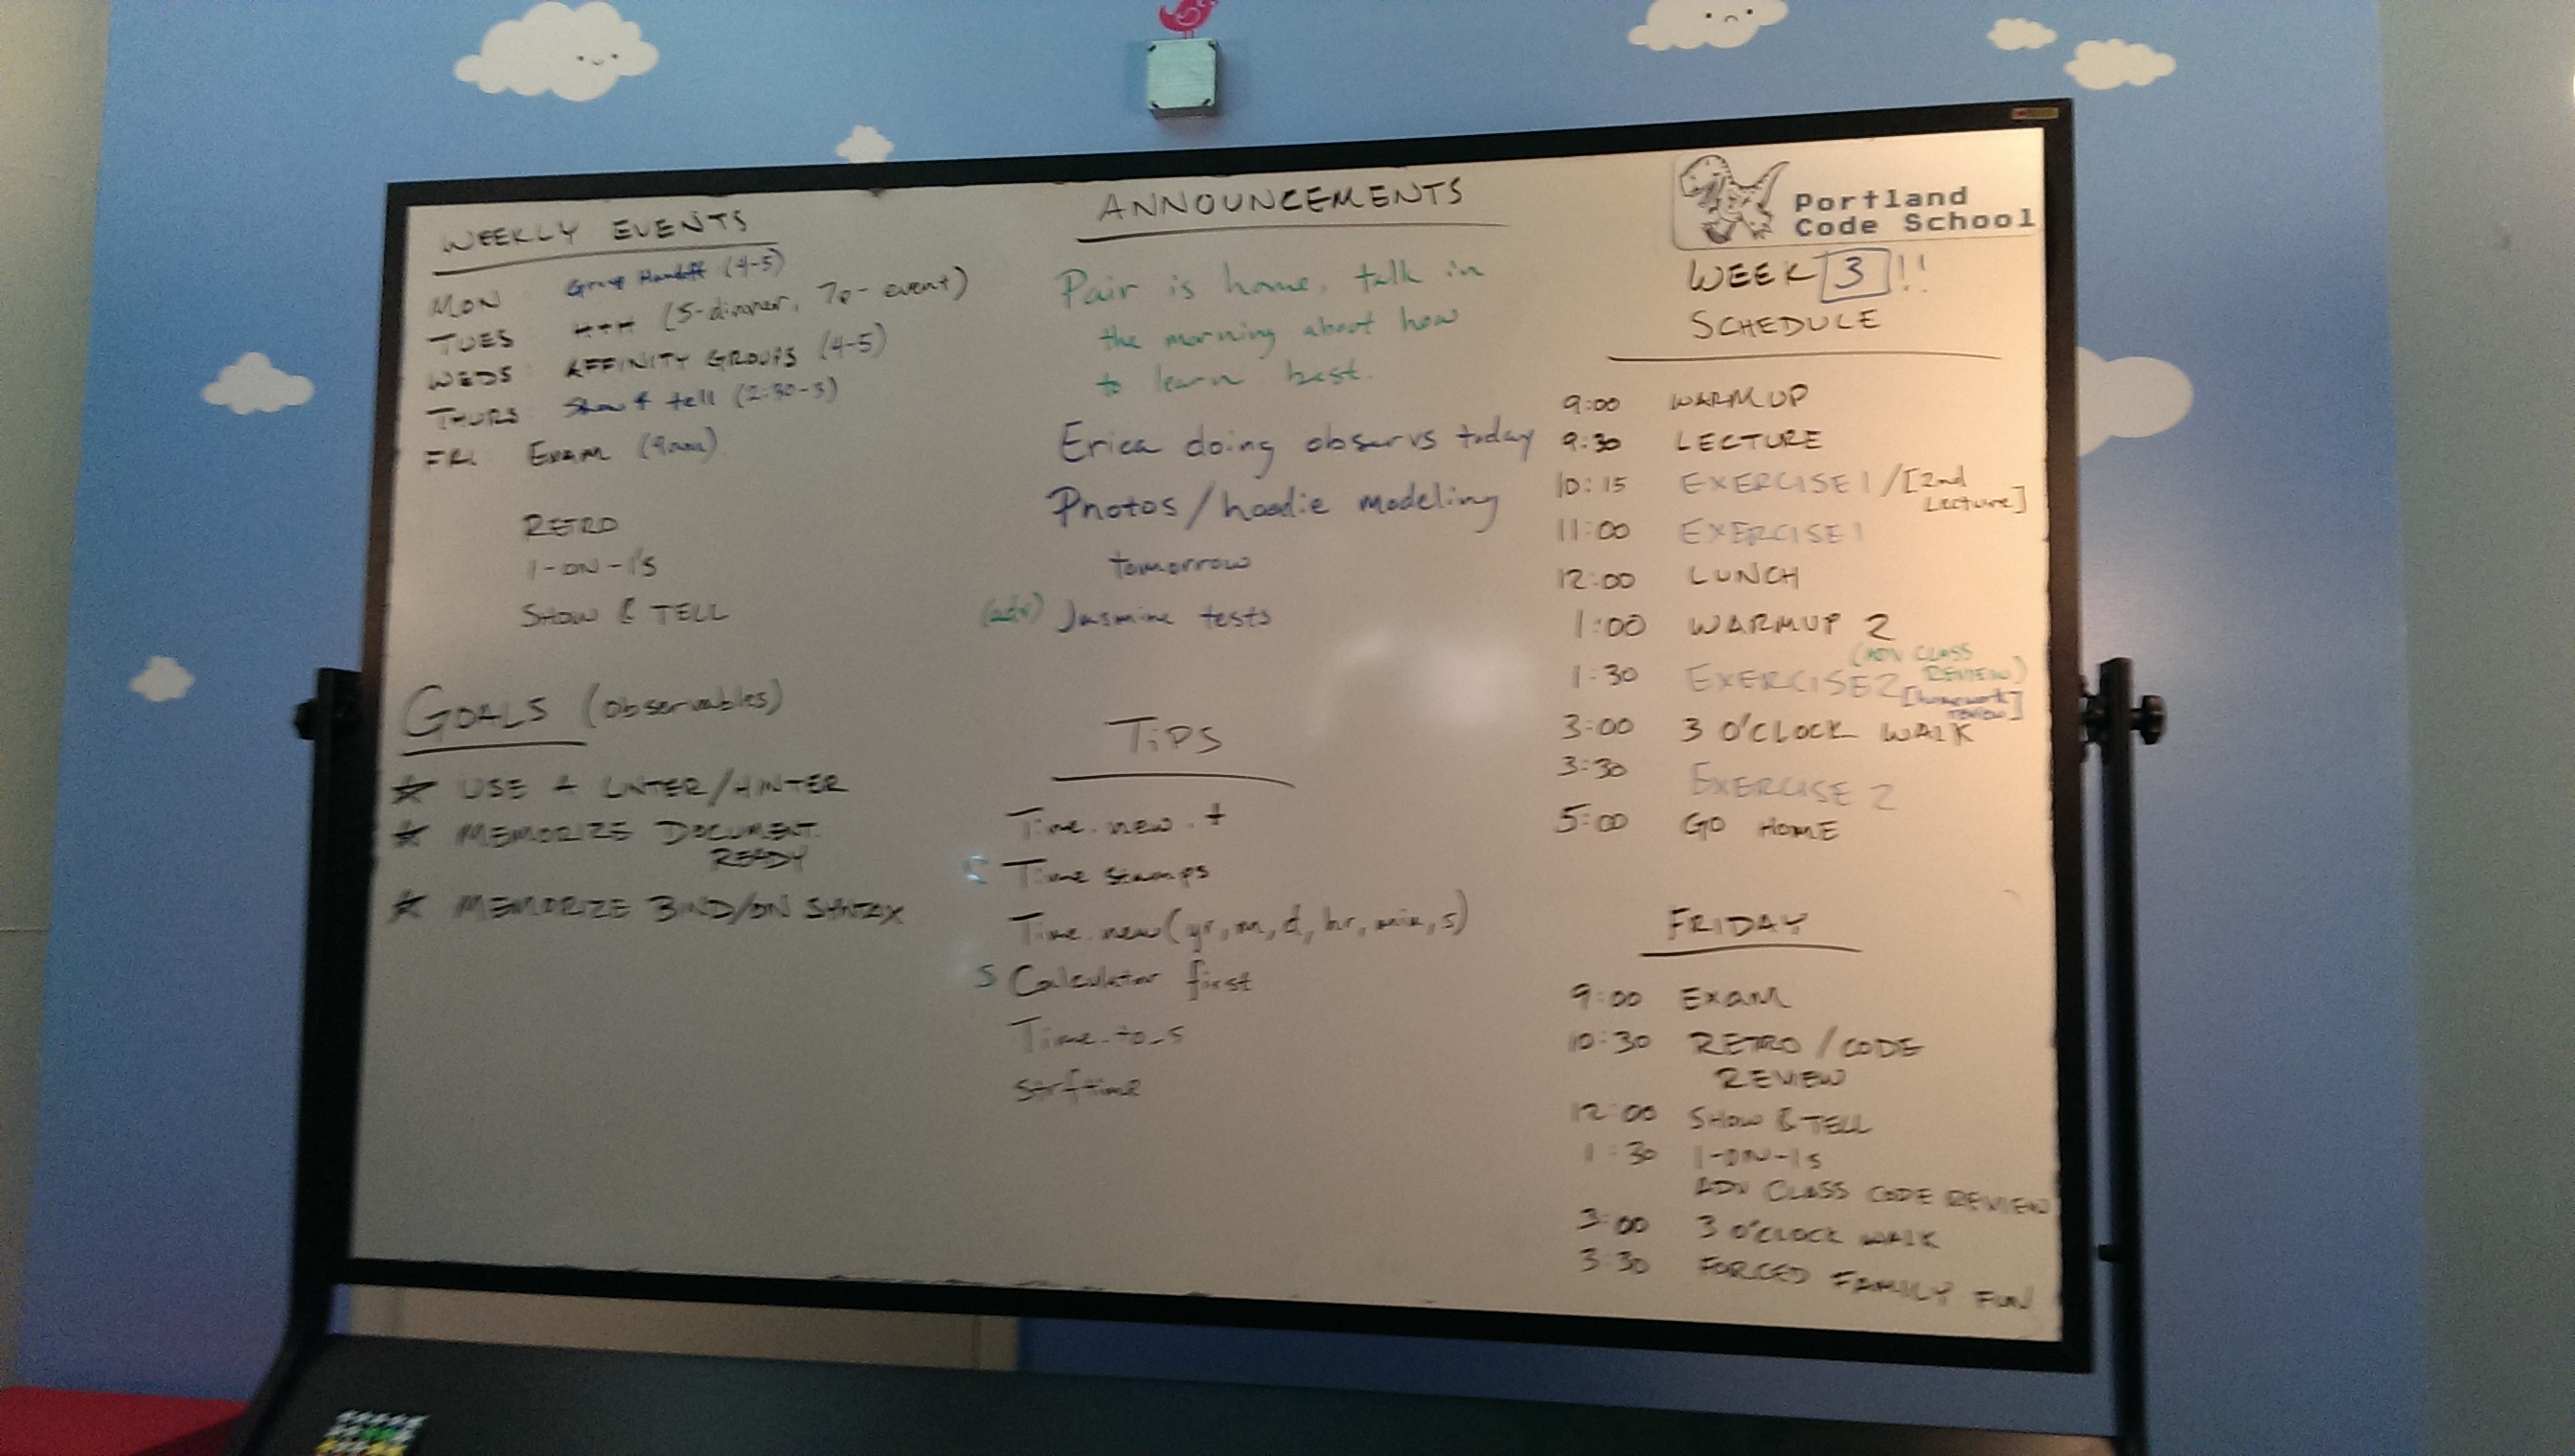 WEEKLY EVENTS
MON Group Handoff (4-5)
TUES HTH (5-dinner, 7p- event)
WEDS AFFINITY GROUPS (4-5)
THURS Show & tell (2:30-3)
FRI. EXAM (9am)
RETRO
1-ON-1'S
SHOW & TELL
GOALS (Observables)
USE A LINTER/HINTER
MEMORIZE DOCUMENT.
READY
MEMORIZE BIND/ON SYNTAX
ANNOUNCEMENTS
Pair is home, talk in
the morning about how
to learn best.
Erica doing observs today
Photos/hoodie modeling
tomorrow
(adv) Jasmine tests
TiPS
Time.new.+
Time stamps
Time.new(yr,m,d,hr,min,s)
S Calculator first
Time.to_s
strftime
Portland
Code School
WEEK 3!!
SCHEDULE
9:00 WARMUP
9:30 LECTURE
10:15 EXERCISE 1/[2nd
Lecture]
11:00 EXERCISE 1
12:00 LUNCH
1:00 WARMUP 2
(ADV CLASS
REVIEW)
1:30 EXERCISE 2 [homework
review]
3:00 3 O'CLOCK WALK
3:30 EXERCISE 2
5:00 GO HOME
FRIDAY
9:00 EXAM
10:30 RETRO/CODE
REVIEW
12:00 SHOW & TELL
1:30 1-ON-1s
ADV CLASS CODE REVIEW
3:00 3 O'CLOCK WALK
3:30 FORCED FAMILY FUN